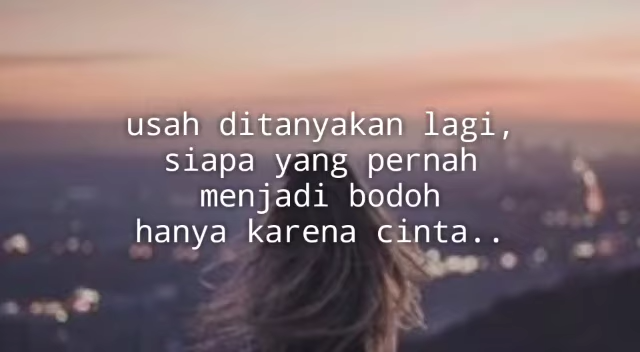 usah ditanyakan lagi,
siapa yang pernah
menjadi bodoh
hanya karena cinta..